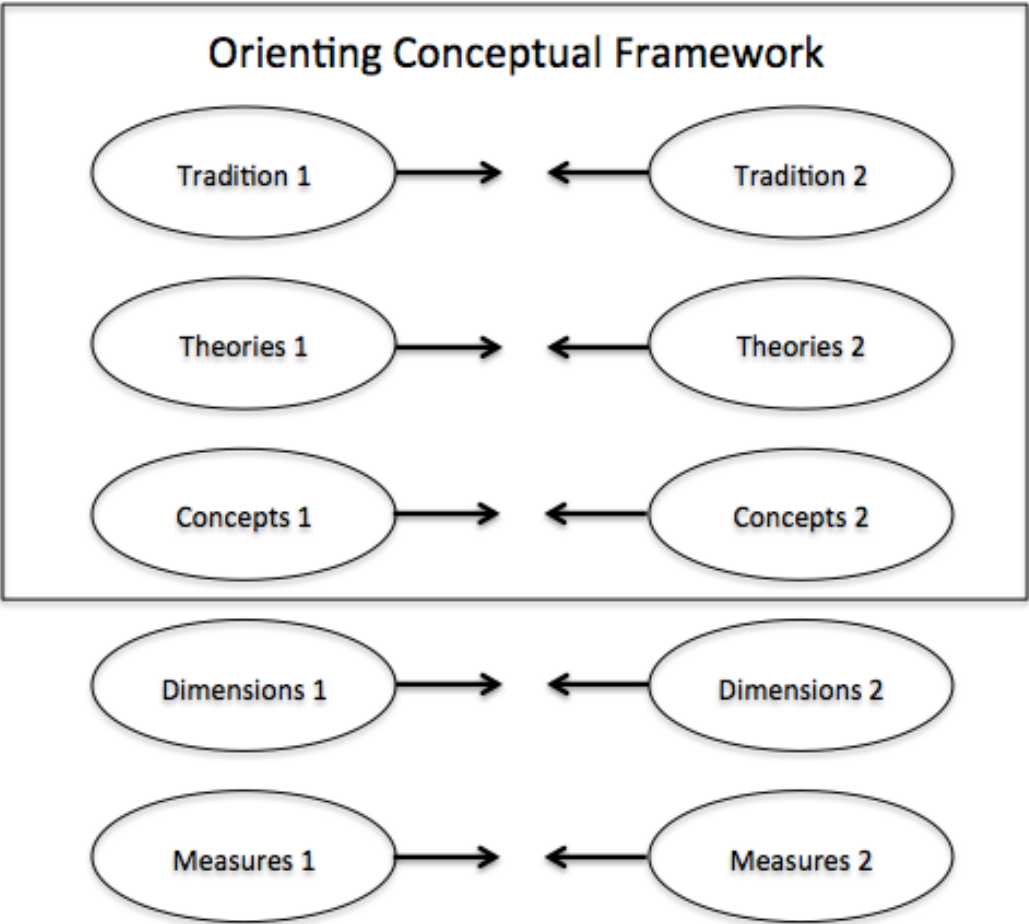 Orienting Conceptual Framework
Tradition 1
Tradition 2
Theories 1
Theories 2
Concepts 1
Concepts 2
Dimensions 1
Dimensions 2
Measures 1
Measures 2